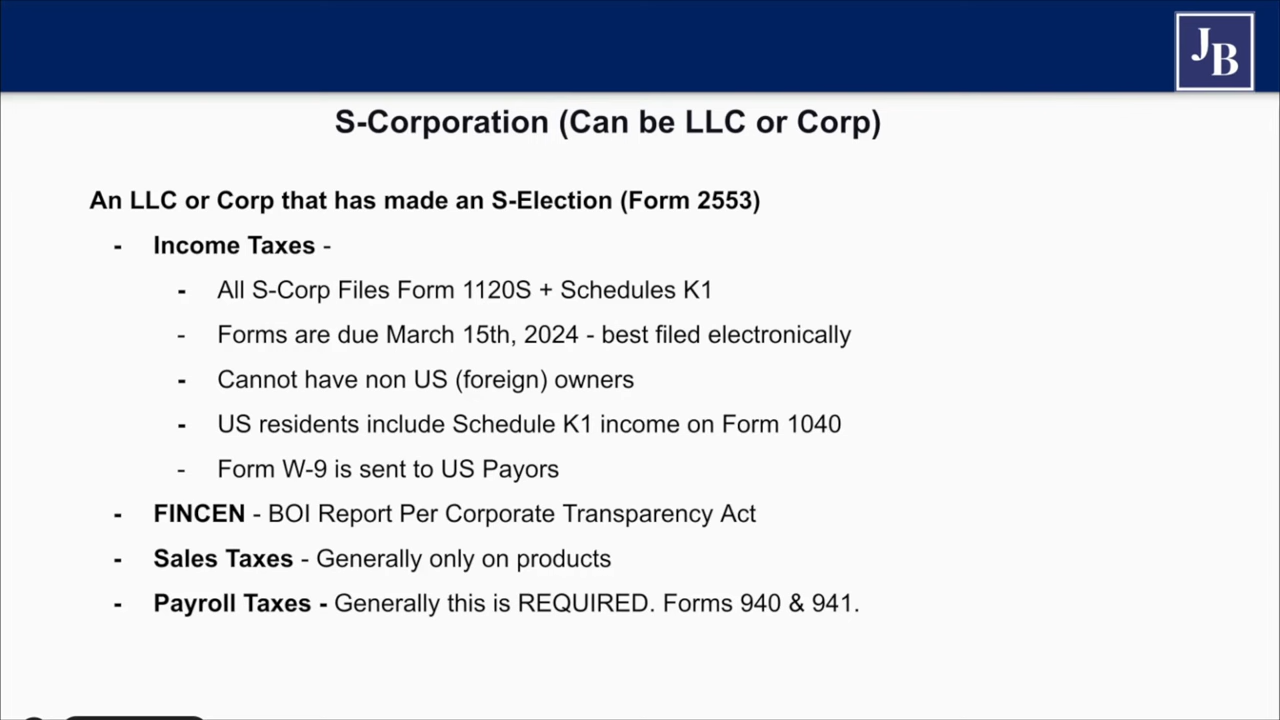 JB
S-Corporation (Can be LLC or Corp)
An LLC or Corp that has made an S-Election (Form 2553)
- Income Taxes -
- All S-Corp Files Form 1120S + Schedules K1
- Forms are due March 15th, 2024 - best filed electronically
- Cannot have non US (foreign) owners
- US residents include Schedule K1 income on Form 1040
- Form W-9 is sent to US Payors
- FINCEN - BOI Report Per Corporate Transparency Act
- Sales Taxes - Generally only on products
- Payroll Taxes - Generally this is REQUIRED. Forms 940 & 941.